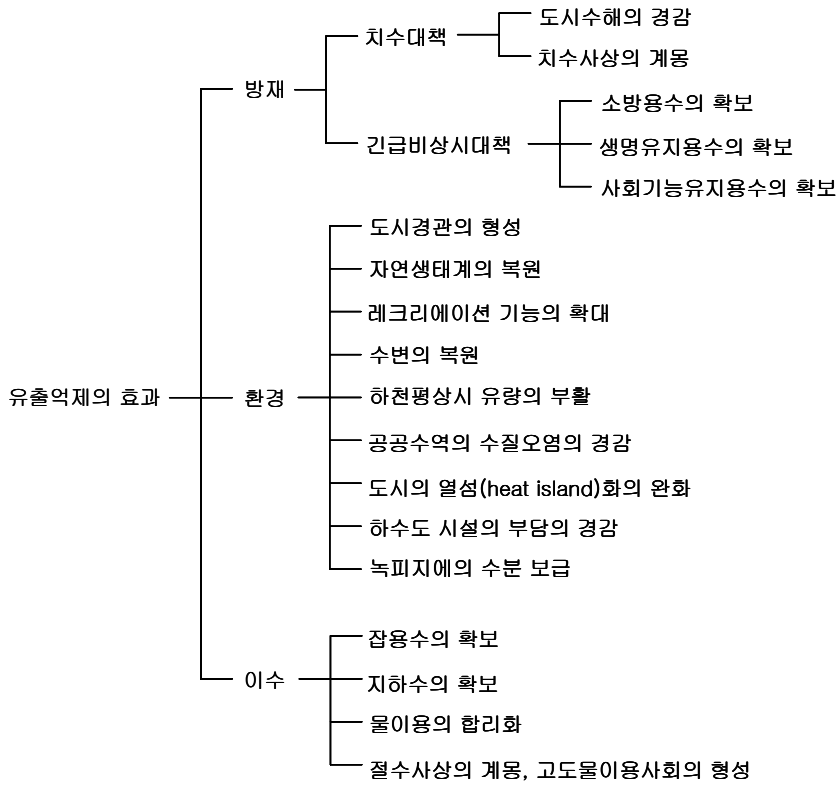 유출억제의 효과
방재
치수대책
도시수해의 경감
치수사상의 계몽
긴급비상시대책
소방용수의 확보
생명유지용수의 확보
사회기능유지용수의 확보
환경
도시경관의 형성
자연생태계의 복원
레크리에이션 기능의 확대
수변의 복원
하천평상시 유량의 부활
공공수역의 수질오염의 경감
도시의 열섬(heat island)화의 완화
하수도 시설의 부담의 경감
녹피지에의 수분 보급
이수
잡용수의 확보
지하수의 확보
물이용의 합리화
절수사상의 계몽, 고도물이용사회의 형성